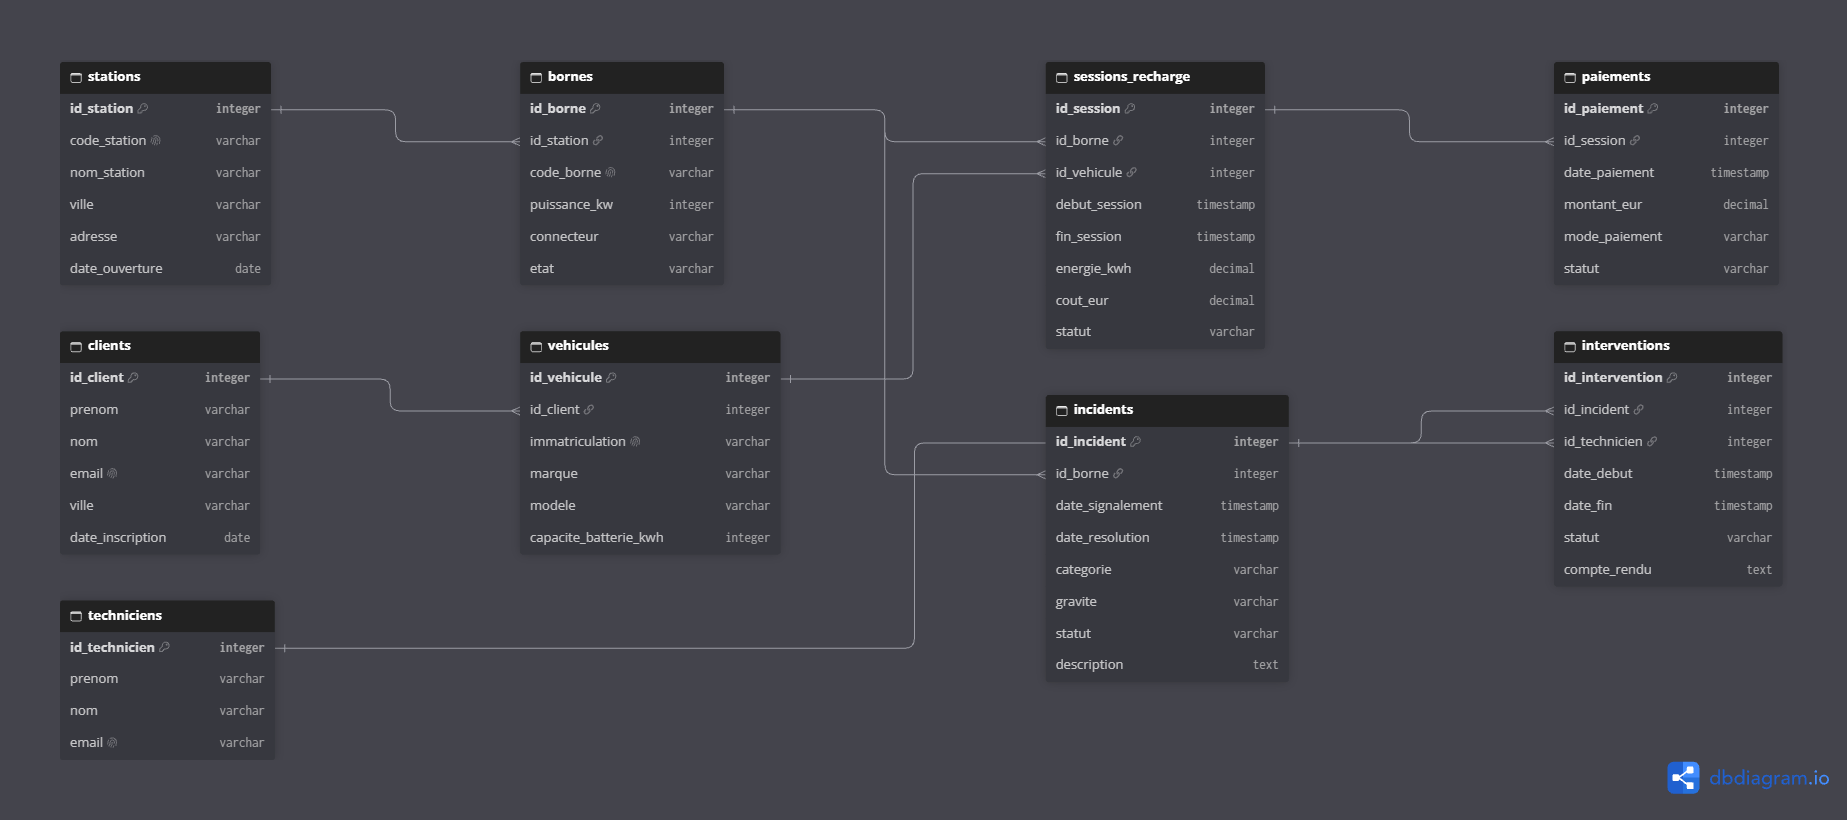 stations
id_station integer
code_station varchar
nom_station varchar
ville varchar
adresse varchar
date_ouverture date
bornes
id_borne integer
id_station integer
code_borne varchar
puissance_kw integer
connecteur varchar
etat varchar
sessions_recharge
id_session integer
id_borne integer
id_vehicule integer
debut_session timestamp
fin_session timestamp
energie_kwh decimal
cout_eur decimal
statut varchar
paiements
id_paiement integer
id_session integer
date_paiement timestamp
montant_eur decimal
mode_paiement varchar
statut varchar
clients
id_client integer
prenom varchar
nom varchar
email varchar
ville varchar
date_inscription date
vehicules
id_vehicule integer
id_client integer
immatriculation varchar
marque varchar
modele varchar
capacite_batterie_kwh integer
incidents
id_incident integer
id_borne integer
date_signalement timestamp
date_resolution timestamp
categorie varchar
gravite varchar
statut varchar
description text
interventions
id_intervention integer
id_incident integer
id_technicien integer
date_debut timestamp
date_fin timestamp
statut varchar
compte_rendu text
techniciens
id_technicien integer
prenom varchar
nom varchar
email varchar
dbdiagram.io